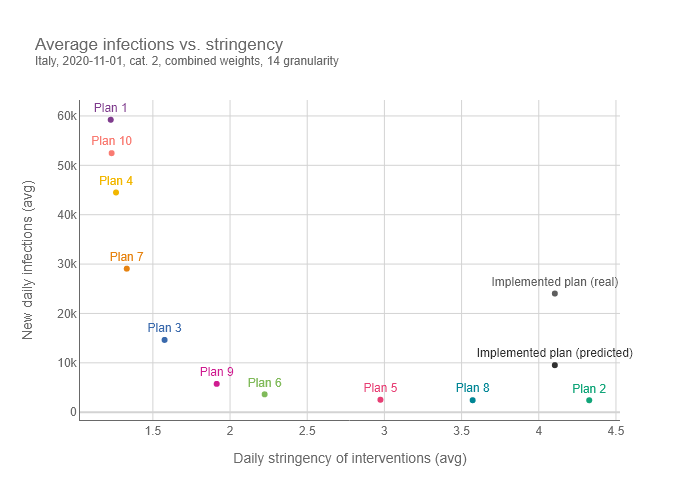 Average infections vs. stringency
Italy, 2020-11-01, cat. 2, combined weights, 14 granularity
Plan 1
60k
Plan 10
50k
Plan 4
40k
Plan 7
30k
Implemented plan (real)
20k
Plan 3
Implemented plan (predicted)
10k
Plan 9
Plan 6
Plan 5
Plan 8
Plan 2
0
New daily infections (avg)
1.5
2
2.5
3
3.5
4
4.5
Daily stringency of interventions (avg)